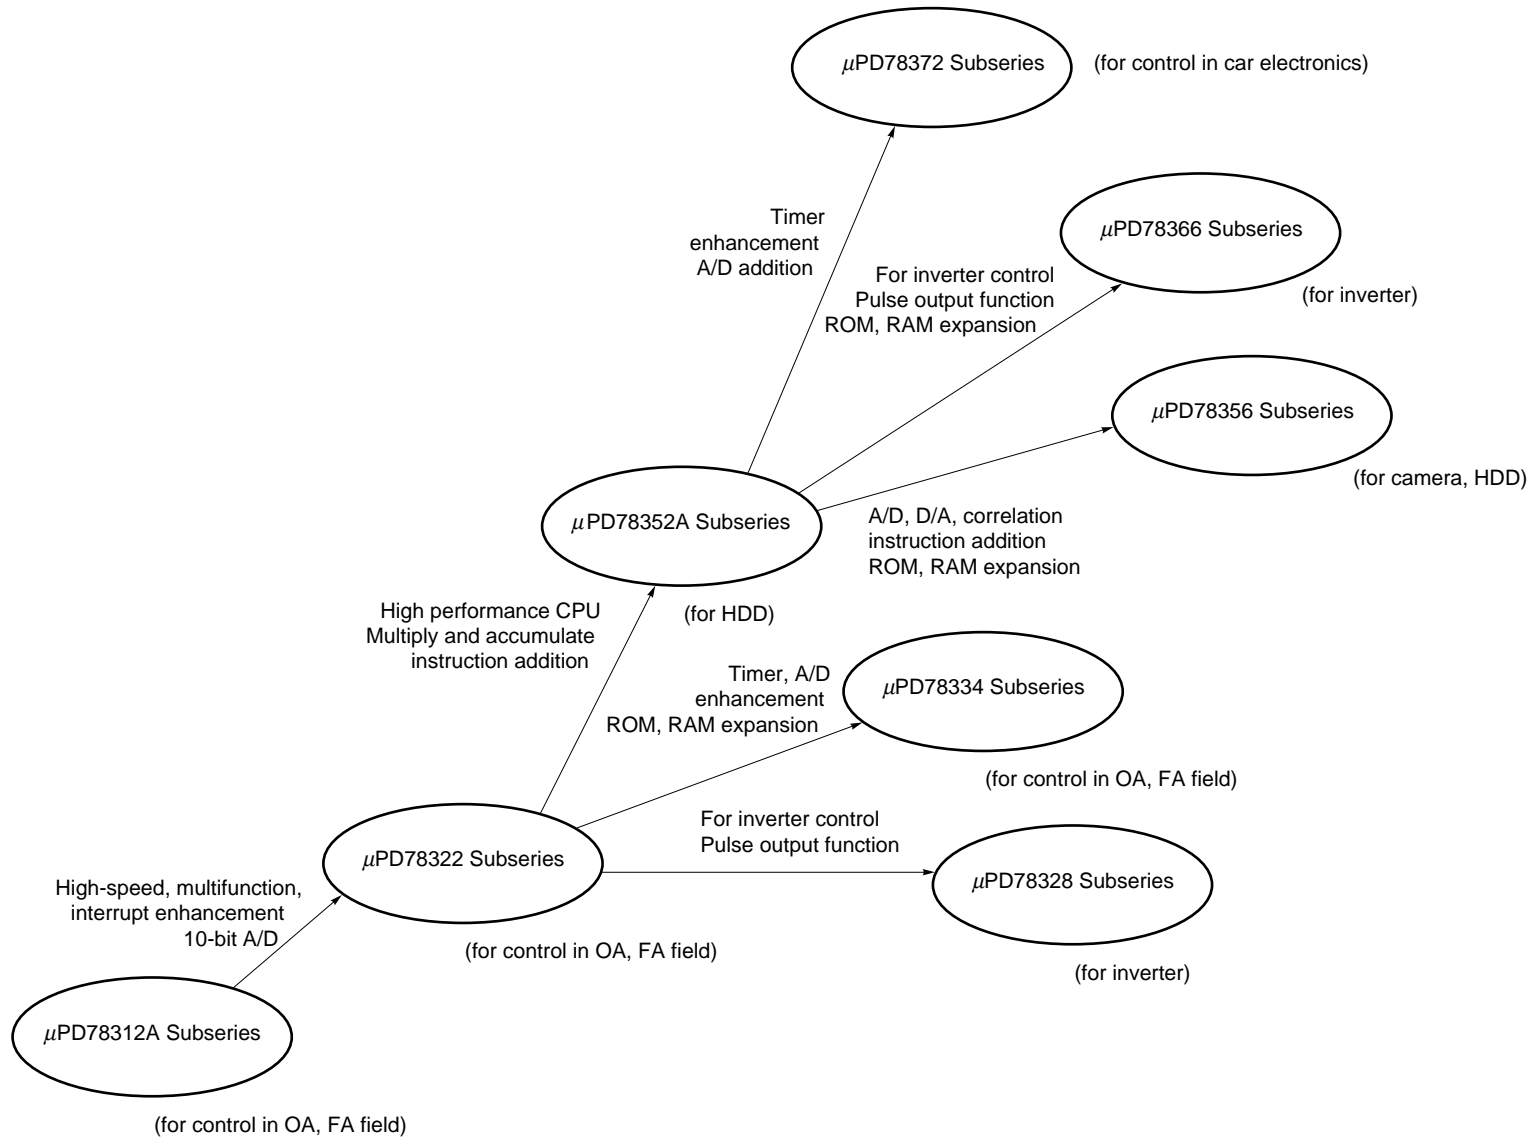 μPD78372 Subseries
(for control in car electronics)
Timer
enhancement
A/D addition
μPD78366 Subseries
(for inverter)
For inverter control
Pulse output function
ROM, RAM expansion
μPD78356 Subseries
(for camera, HDD)
μPD78352A Subseries
(for HDD)
A/D, D/A, correlation
instruction addition
ROM, RAM expansion
High performance CPU
Multiply and accumulate
instruction addition
Timer, A/D
enhancement
ROM, RAM expansion
μPD78334 Subseries
(for control in OA, FA field)
For inverter control
Pulse output function
μPD78322 Subseries
(for control in OA, FA field)
μPD78328 Subseries
(for inverter)
High-speed, multifunction,
interrupt enhancement
10-bit A/D
μPD78312A Subseries
(for control in OA, FA field)